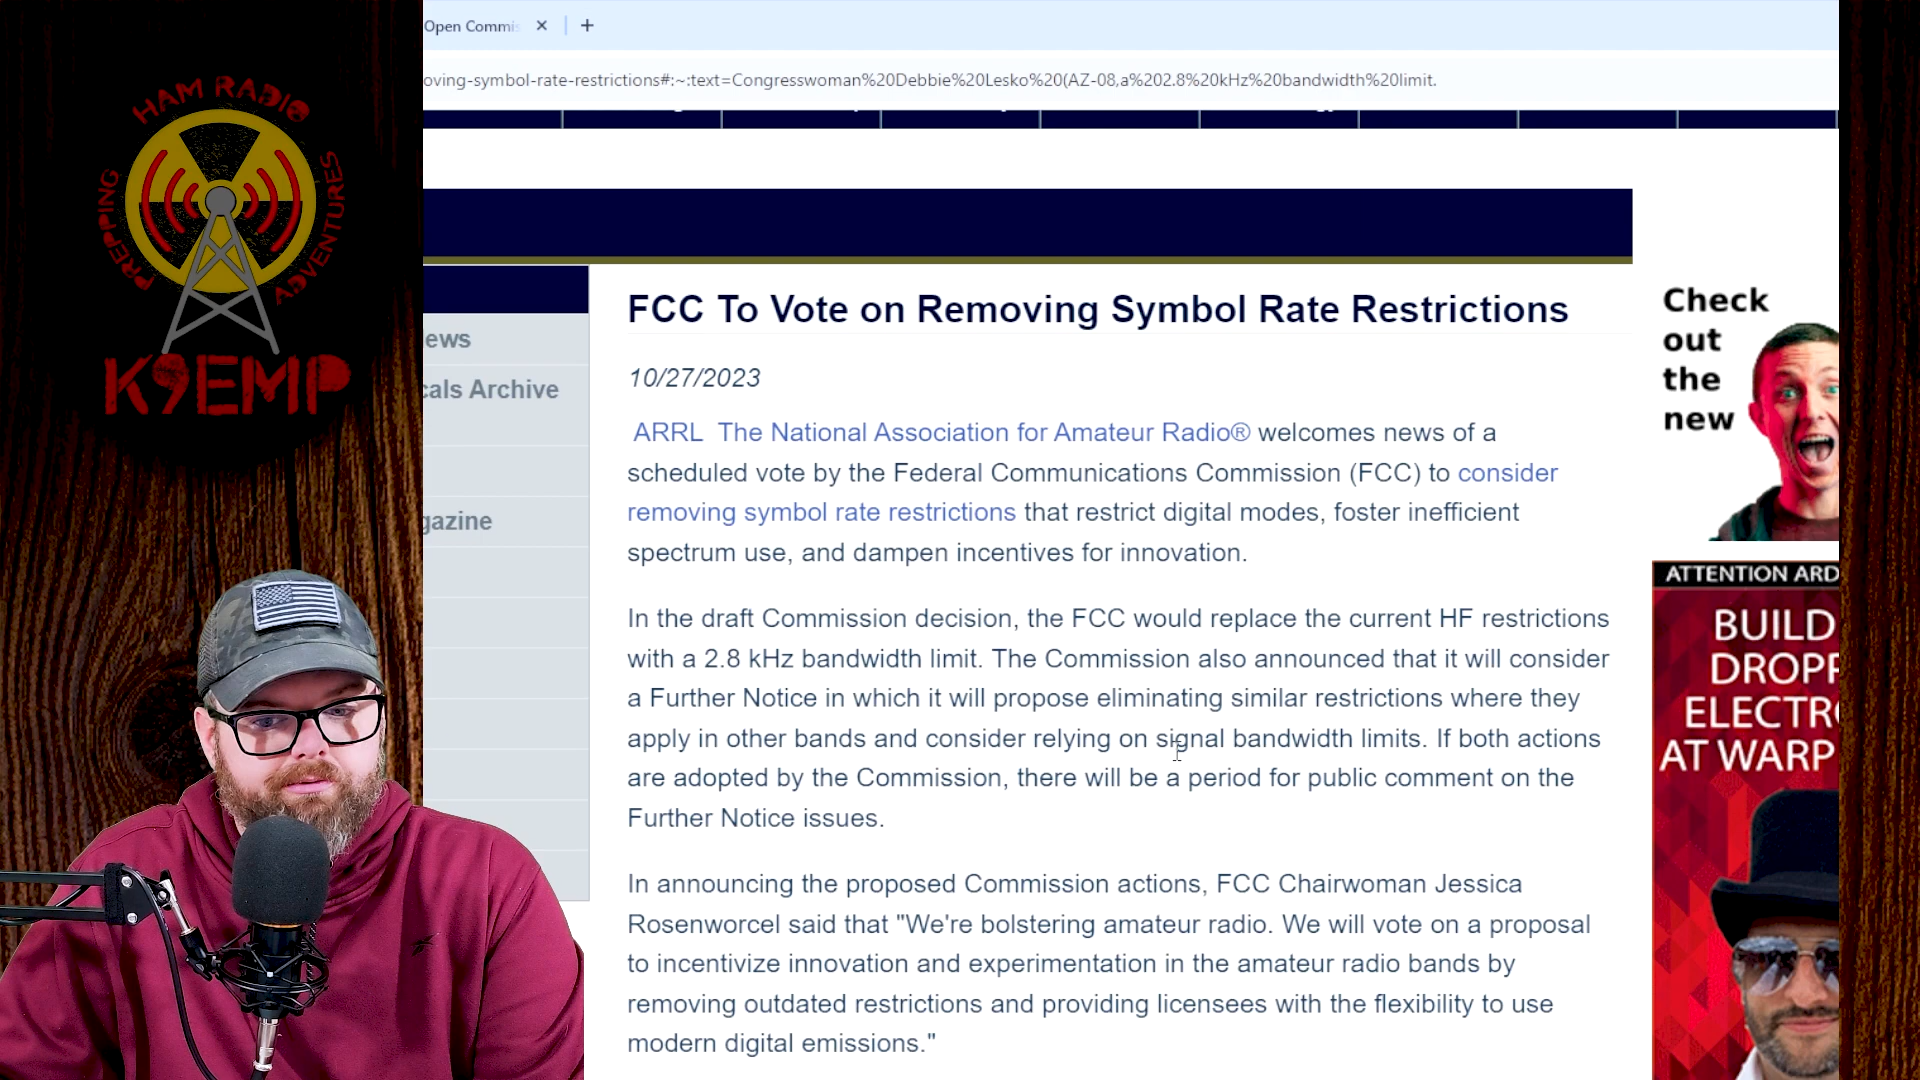 Open Commis
oving-symbol-rate-restrictions#:~:text=Congresswoman%20Debbie%20Lesko%20(AZ-08,a%202.8%20kHz%20bandwidth%20limit.
HAM RADIO
PREPPING
ADVENTURES
K9EMP
ews
cals Archive
gazine
FCC To Vote on Removing Symbol Rate Restrictions
10/27/2023
ARRL The National Association for Amateur Radio® welcomes news of a
scheduled vote by the Federal Communications Commission (FCC) to consider
removing symbol rate restrictions that restrict digital modes, foster inefficient
spectrum use, and dampen incentives for innovation.
In the draft Commission decision, the FCC would replace the current HF restrictions
with a 2.8 kHz bandwidth limit. The Commission also announced that it will consider
a Further Notice in which it will propose eliminating similar restrictions where they
apply in other bands and consider relying on signal bandwidth limits. If both actions
are adopted by the Commission, there will be a period for public comment on the
Further Notice issues.
In announcing the proposed Commission actions, FCC Chairwoman Jessica
Rosenworcel said that "We're bolstering amateur radio. We will vote on a proposal
to incentivize innovation and experimentation in the amateur radio bands by
removing outdated restrictions and providing licensees with the flexibility to use
modern digital emissions."
Check
out
the
new
ATTENTION ARD
BUILD
DROPP
ELECTRO
AT WARP